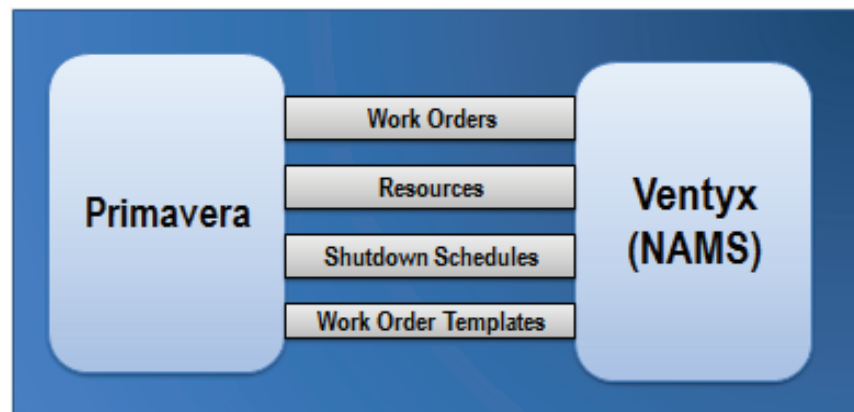 Primavera
Work Orders
Resources
Shutdown Schedules
Work Order Templates
Ventyx
(NAMS)